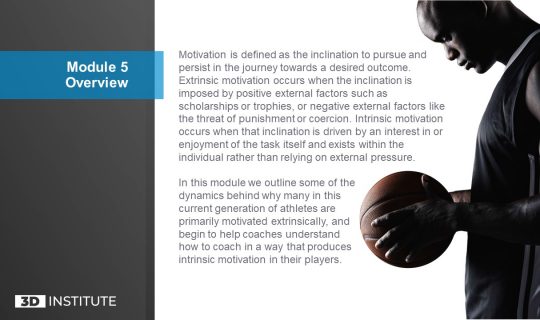 Module 5
Overview
Motivation is defined as the inclination to pursue and
persist in the journey towards a desired outcome.
Extrinsic motivation occurs when the inclination is
imposed by positive external factors such as
scholarships or trophies, or negative external factors like
the threat of punishment or coercion. Intrinsic motivation
occurs when that inclination is driven by an interest in or
enjoyment of the task itself and exists within the
individual rather than relying on external pressure.
In this module we outline some of the
dynamics behind why many in this
current generation of athletes are
primarily motivated extrinsically, and
begin to help coaches understand
how to coach in a way that produces
intrinsic motivation in their players.
3D INSTITUTE